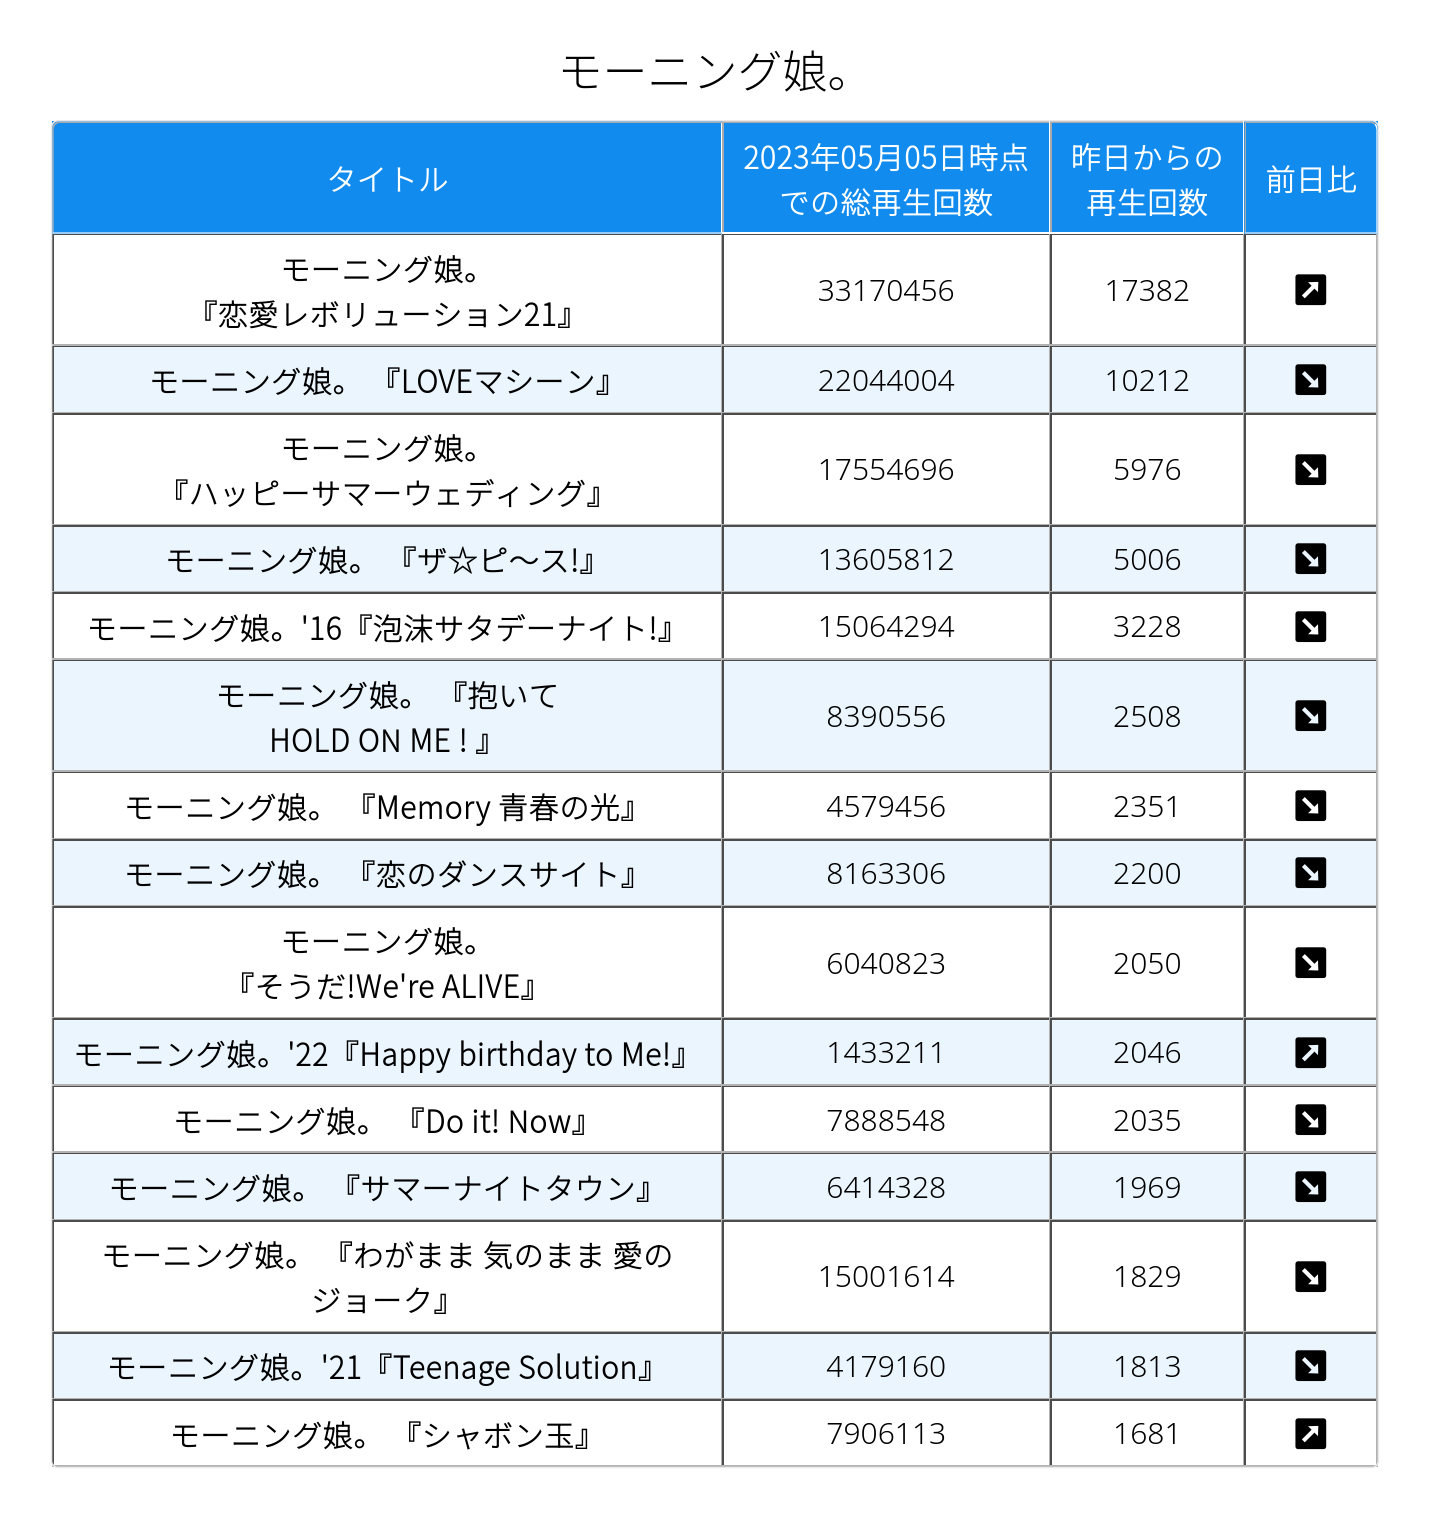 モーニング娘。
タイトル
2023年05月05日時点
での総再生回数
昨日からの
再生回数
前日比
モーニング娘。
『恋愛レボリューション21』
33170456
17382
モーニング娘。 『LOVEマシーン』
22044004
10212
モーニング娘。
『ハッピーサマーウェディング』
17554696
5976
モーニング娘。 『ザ☆ピ〜ス!』
13605812
5006
モーニング娘。'16『泡沫サタデーナイト!』
15064294
3228
モーニング娘。 『抱いて
HOLD ON ME ! 』
8390556
2508
モーニング娘。 『Memory 青春の光』
4579456
2351
モーニング娘。 『恋のダンスサイト』
8163306
2200
モーニング娘。
『そうだ!We're ALIVE』
6040823
2050
モーニング娘。'22『Happy birthday to Me!』
1433211
2046
モーニング娘。 『Do it! Now』
7888548
2035
モーニング娘。 『サマーナイトタウン』
6414328
1969
モーニング娘。 『わがまま 気のまま 愛の
ジョーク』
15001614
1829
モーニング娘。'21『Teenage Solution』
4179160
1813
モーニング娘。 『シャボン玉』
7906113
1681